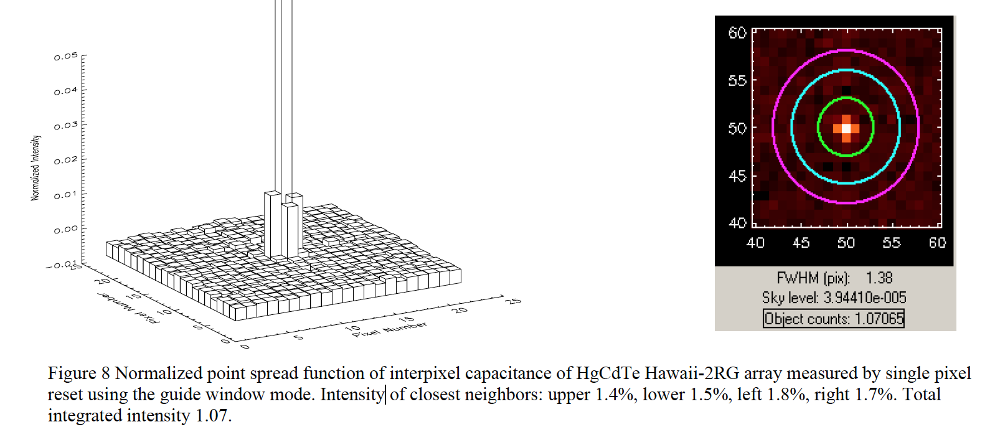 0.05
0.04
0.03
0.02
0.01
0.00
-0.01
Normalized Intensity
25
20
15
10
5
0
Pixel Number
0
5
10
15
20
25
Pixel Number
60
55
50
45
40
40 45 50 55 60
FWHM (pix): 1.38
Sky level: 3.94410e-005
Object counts: 1.07065
Figure 8 Normalized point spread function of interpixel capacitance of HgCdTe Hawaii-2RG array measured by single pixel
reset using the guide window mode. Intensity of closest neighbors: upper 1.4%, lower 1.5%, left 1.8%, right 1.7%. Total
integrated intensity 1.07.